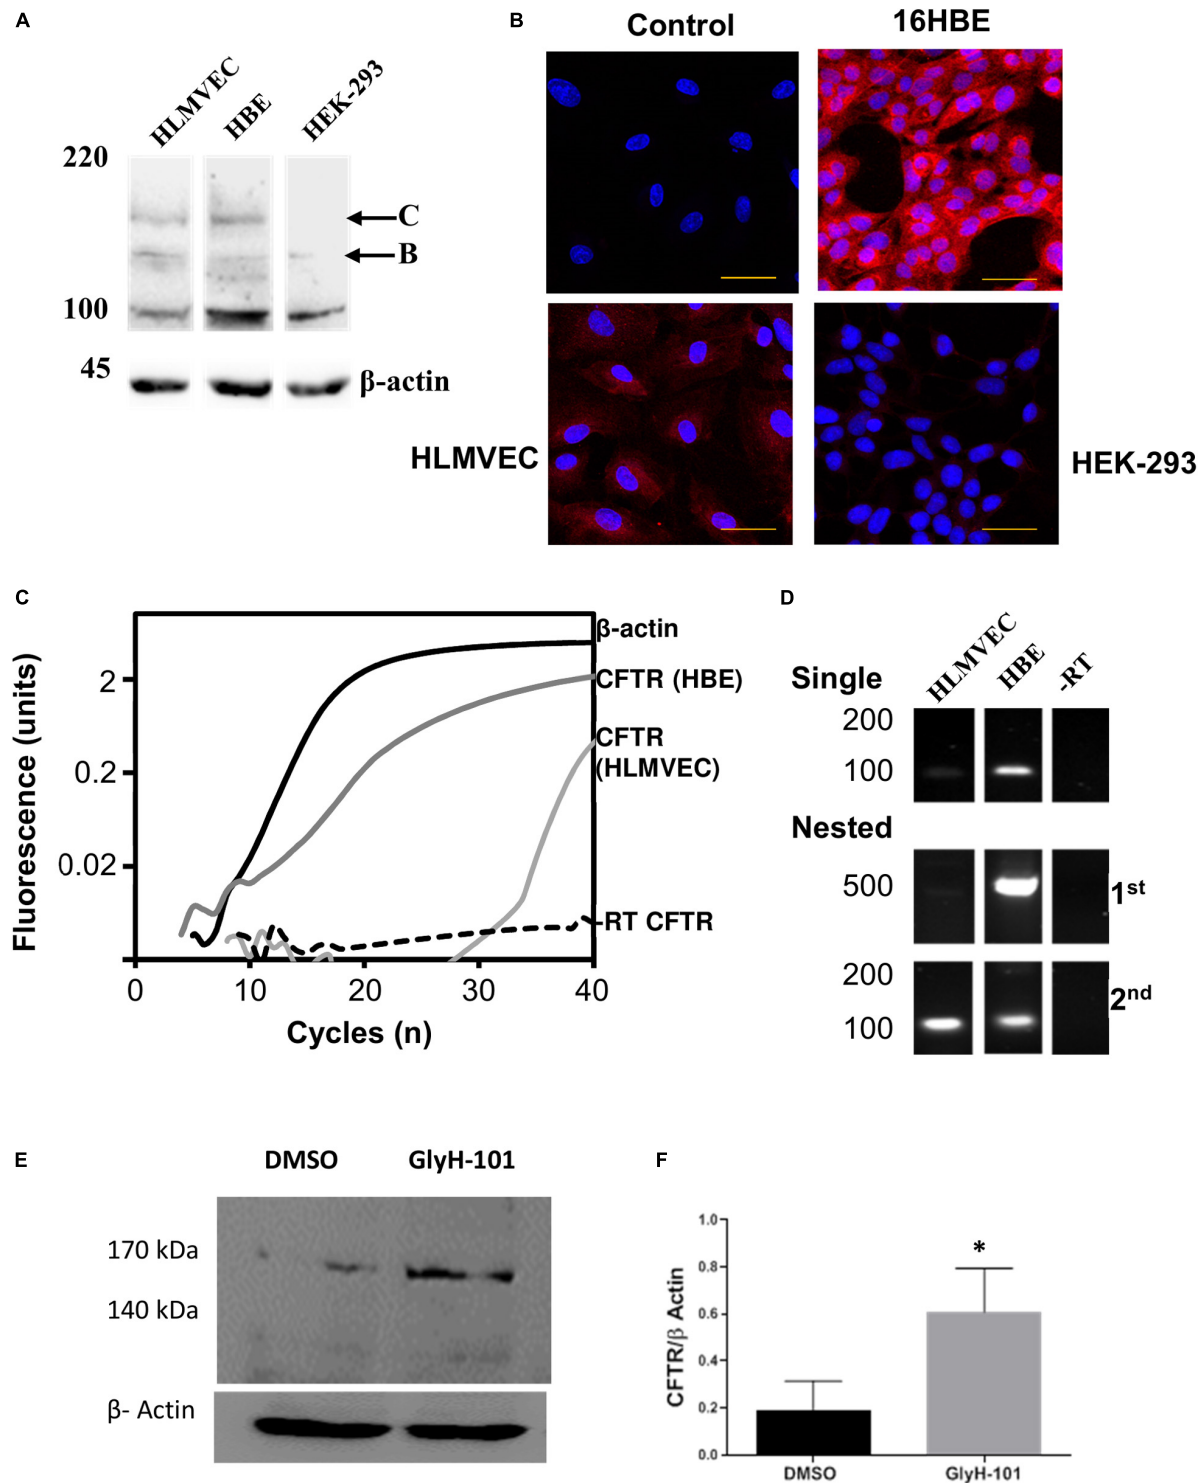 A
HLMVEC
HBE
HEK-293
220
C
B
100
45
β-actin
B
Control
16HBE
HLMVEC
HEK-293
C
Fluorescence (units)
2
0.2
0.02
β-actin
CFTR (HBE)
CFTR
(HLMVEC)
-RT CFTR
0
10
20
30
40
Cycles (n)
D
HLMVEC
HBE
-RT
Single
200
100
Nested
500
1st
200
2nd
100
E
DMSO
GlyH-101
170 kDa
140 kDa
β- Actin
F
CFTR/β Actin
1.0
0.8
0.6
0.4
0.2
0.0
*
DMSO
GlyH-101